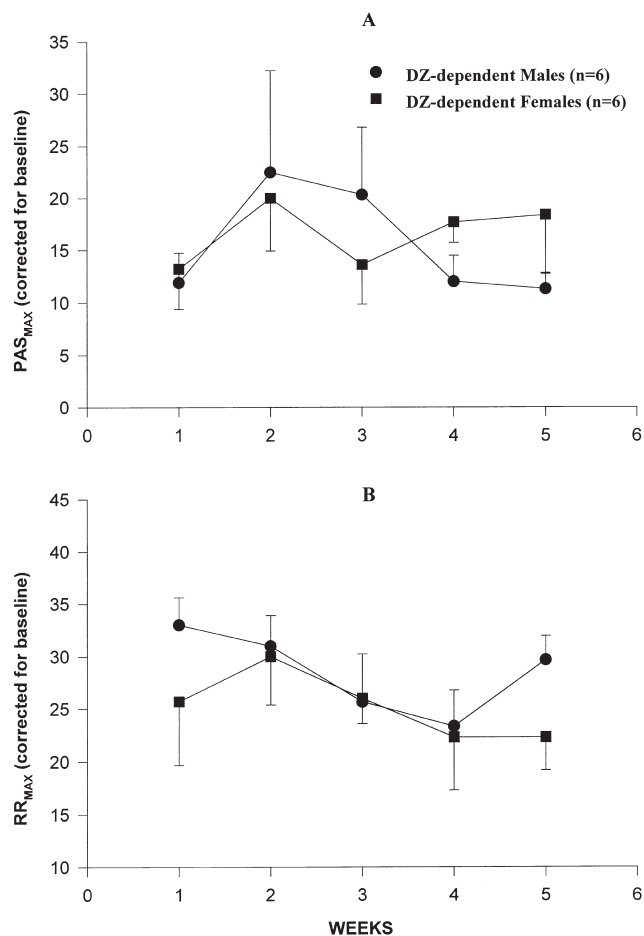 A
PAS_MAX (corrected for baseline)
35
30
25
20
15
10
5
0
DZ-dependent Males (n=6)
DZ-dependent Females (n=6)
0 1 2 3 4 5 6
B
RR_MAX (corrected for baseline)
45
40
35
30
25
20
15
10
0 1 2 3 4 5 6
WEEKS